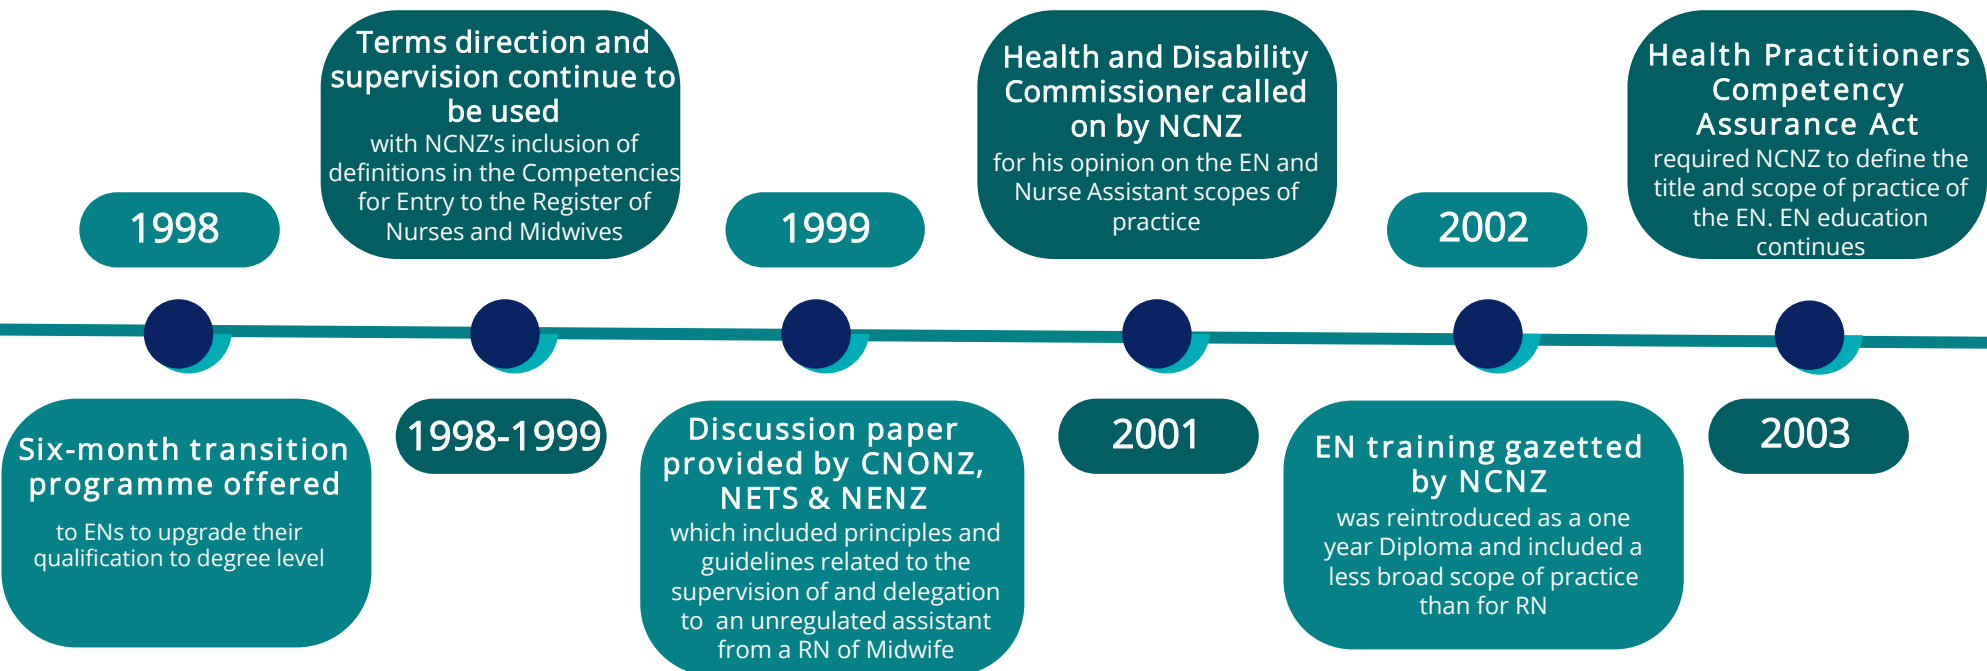 1998
Six-month transition
programme offered
to ENs to upgrade their
qualification to degree level
Terms direction and
supervision continue to
be used
with NCNZ’s inclusion of
definitions in the Competencies
for Entry to the Register of
Nurses and Midwives
1998-1999
1999
Discussion paper
provided by CNONZ,
NETS & NENZ
which included principles and
guidelines related to the
supervision of and delegation
to an unregulated assistant
from a RN of Midwife
Health and Disability
Commissioner called
on by NCNZ
for his opinion on the EN and
Nurse Assistant scopes of
practice
2001
2002
EN training gazetted
by NCNZ
was reintroduced as a one
year Diploma and included a
less broad scope of practice
than for RN
Health Practitioners
Competency
Assurance Act
required NCNZ to define the
title and scope of practice of
the EN. EN education
continues
2003